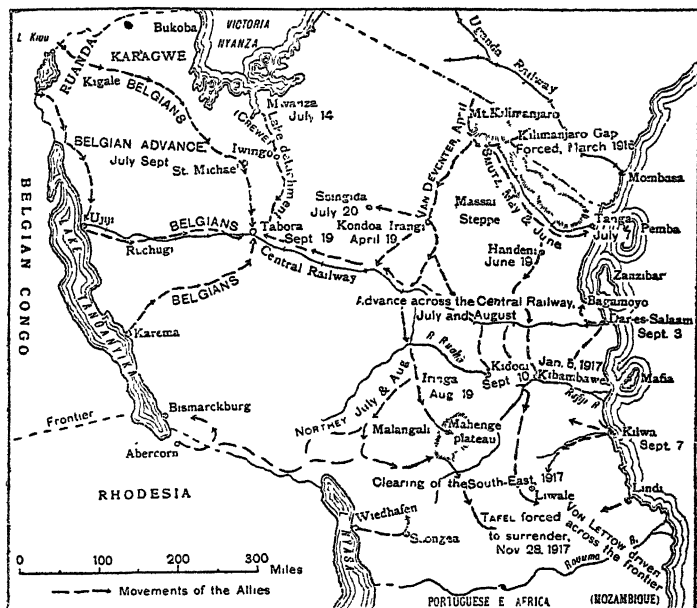 L Kivu
Bukoba
VICTORIA
NYANZA
Uganda Railway
RUANDA
KARAGWE
Kigale
BELGIANS
Mwanza
July 14
(CREWE)
Lake detachment
Mt. Kilimanjaro
Kilimanjaro Gap
Forced, March 1916
BELGIAN ADVANCE
July Sept
Iwingo
St. Michael
VAN DEVENTER, April
SMUTZ, May & June
Mombasa
Singida
July 20
Massai
Steppe
BELGIAN CONGO
Ujiji
BELGIANS
Ruchugi
Tabora
Sept 19
Kondoa Irangi
April 19
Tanga
July 7
Pemba
Handeni
June 19
Central Railway
Zanzibar
LAKE TANGANYIKA
BELGIANS
Karema
Advance across the Central Railway,
July and August
Bagamoyo
Dar-es-Salaam
Sept. 3
R Ruaha
Kidodi
Sept 10
Jan. 5, 1917
Kibambawe
Rufiji R
Mafia
Iringa
Aug 19
NORTHEY July & Aug
Frontier
Bismarckburg
Malangali
Mahenge
plateau
Kilwa
Sept. 7
Abercorn
Clearing of the South-East, 1917
Liwale
Lindi
RHODESIA
Wiedhafen
Songea
NYASA
TAFEL forced
to surrender,
Nov 28, 1917
VON LETTOW driven
across the frontier
Rovuma R.
0 100 200 300
Miles
Movements of the Allies
PORTUGUESE E AFRICA (MOZAMBIQUE)